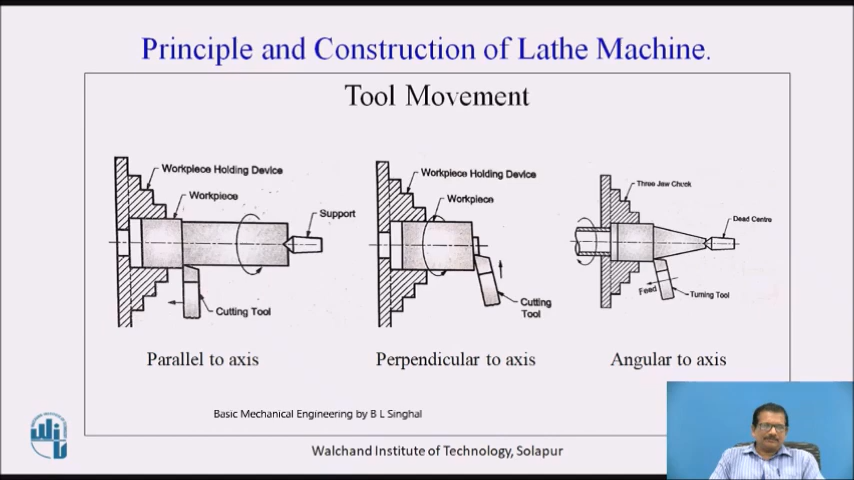 Principle and Construction of Lathe Machine.
Tool Movement
Workpiece Holding Device
Workpiece
Support
Cutting Tool
Parallel to axis
Workpiece Holding Device
Workpiece
Cutting
Tool
Perpendicular to axis
Three Jaw Chuck
Dead Centre
Feed
Turning Tool
Angular to axis
Basic Mechanical Engineering by B L Singhal
Walchand Institute of Technology, Solapur